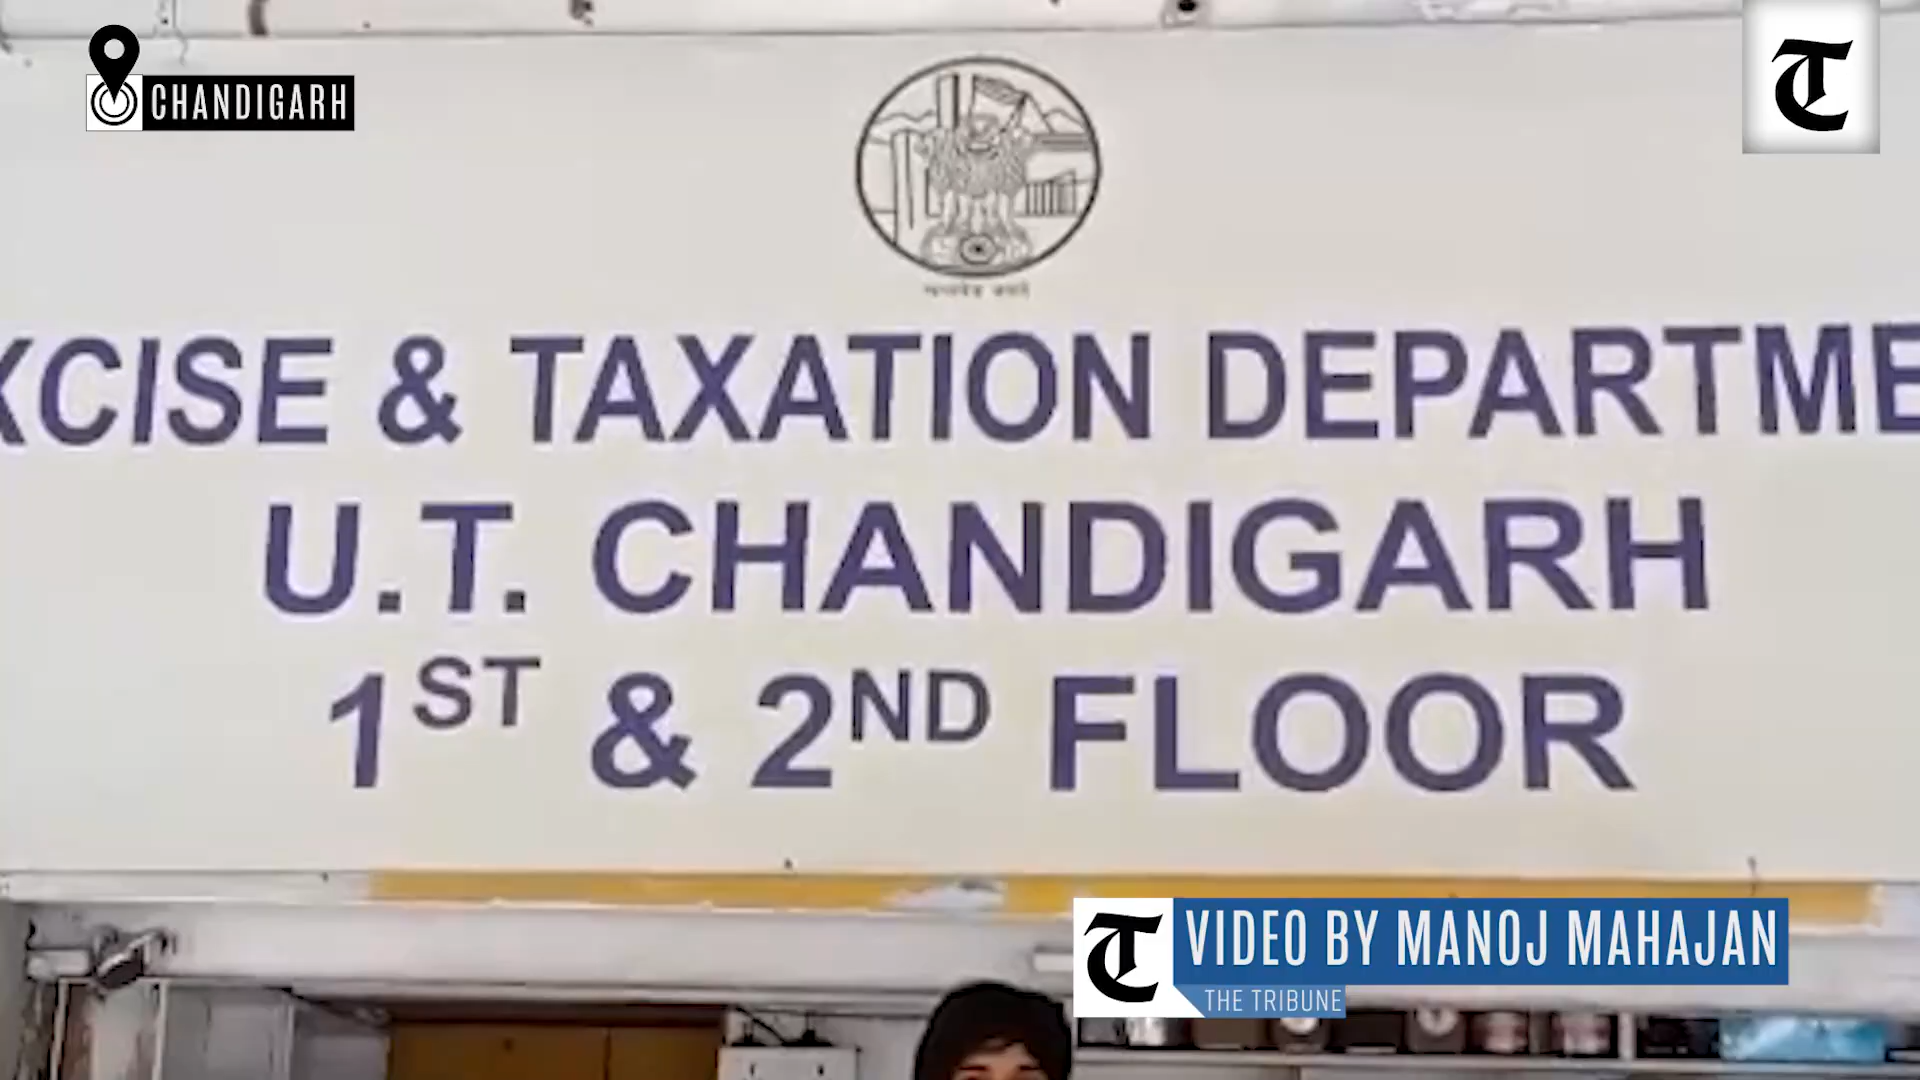 CHANDIGARH
T
XCISE & TAXATION DEPARTME
U.T. CHANDIGARH
1ST & 2ND FLOOR
T
VIDEO BY MANOJ MAHAJAN
THE TRIBUNE